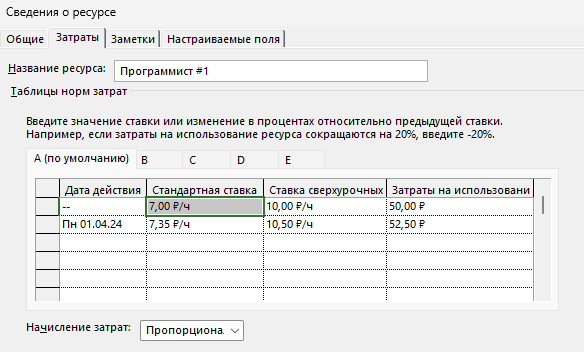 Сведения о ресурсе
Общие Затраты Заметки Настраиваемые поля
Название ресурса: Программист #1
Таблицы норм затрат
Введите значение ставки или изменение в процентах относительно предыдущей ставки.
Например, если затраты на использование ресурса сокращаются на 20%, введите -20%.
A (по умолчанию) B C D E
Дата действия Стандартная ставка Ставка сверхурочных Затраты на использовани
-- 7,00 ₽/ч 10,00 ₽/ч 50,00 ₽
Пн 01.04.24 7,35 ₽/ч 10,50 ₽/ч 52,50 ₽
Начисление затрат: Пропорциона.